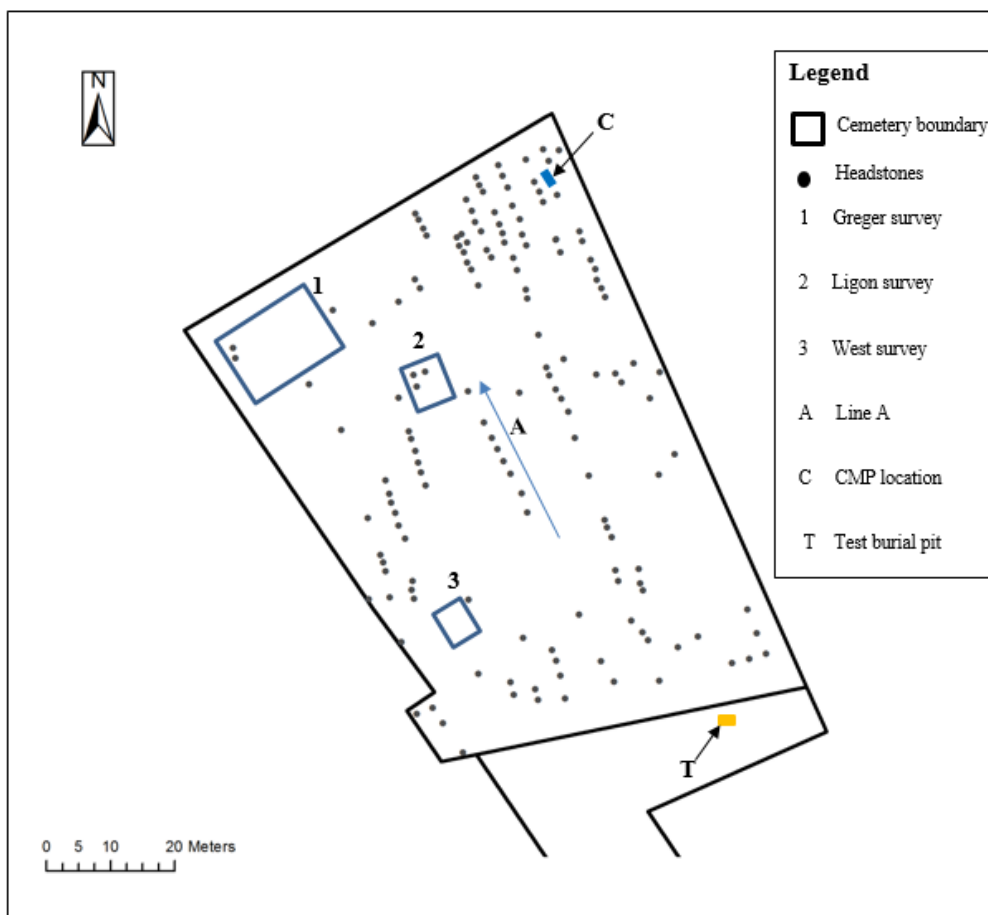 N
C
Legend
Cemetery boundary
Headstones
1 Greger survey
2 Ligon survey
3 West survey
A Line A
C CMP location
T Test burial pit
1
2
A
3
T
0 5 10 20 Meters